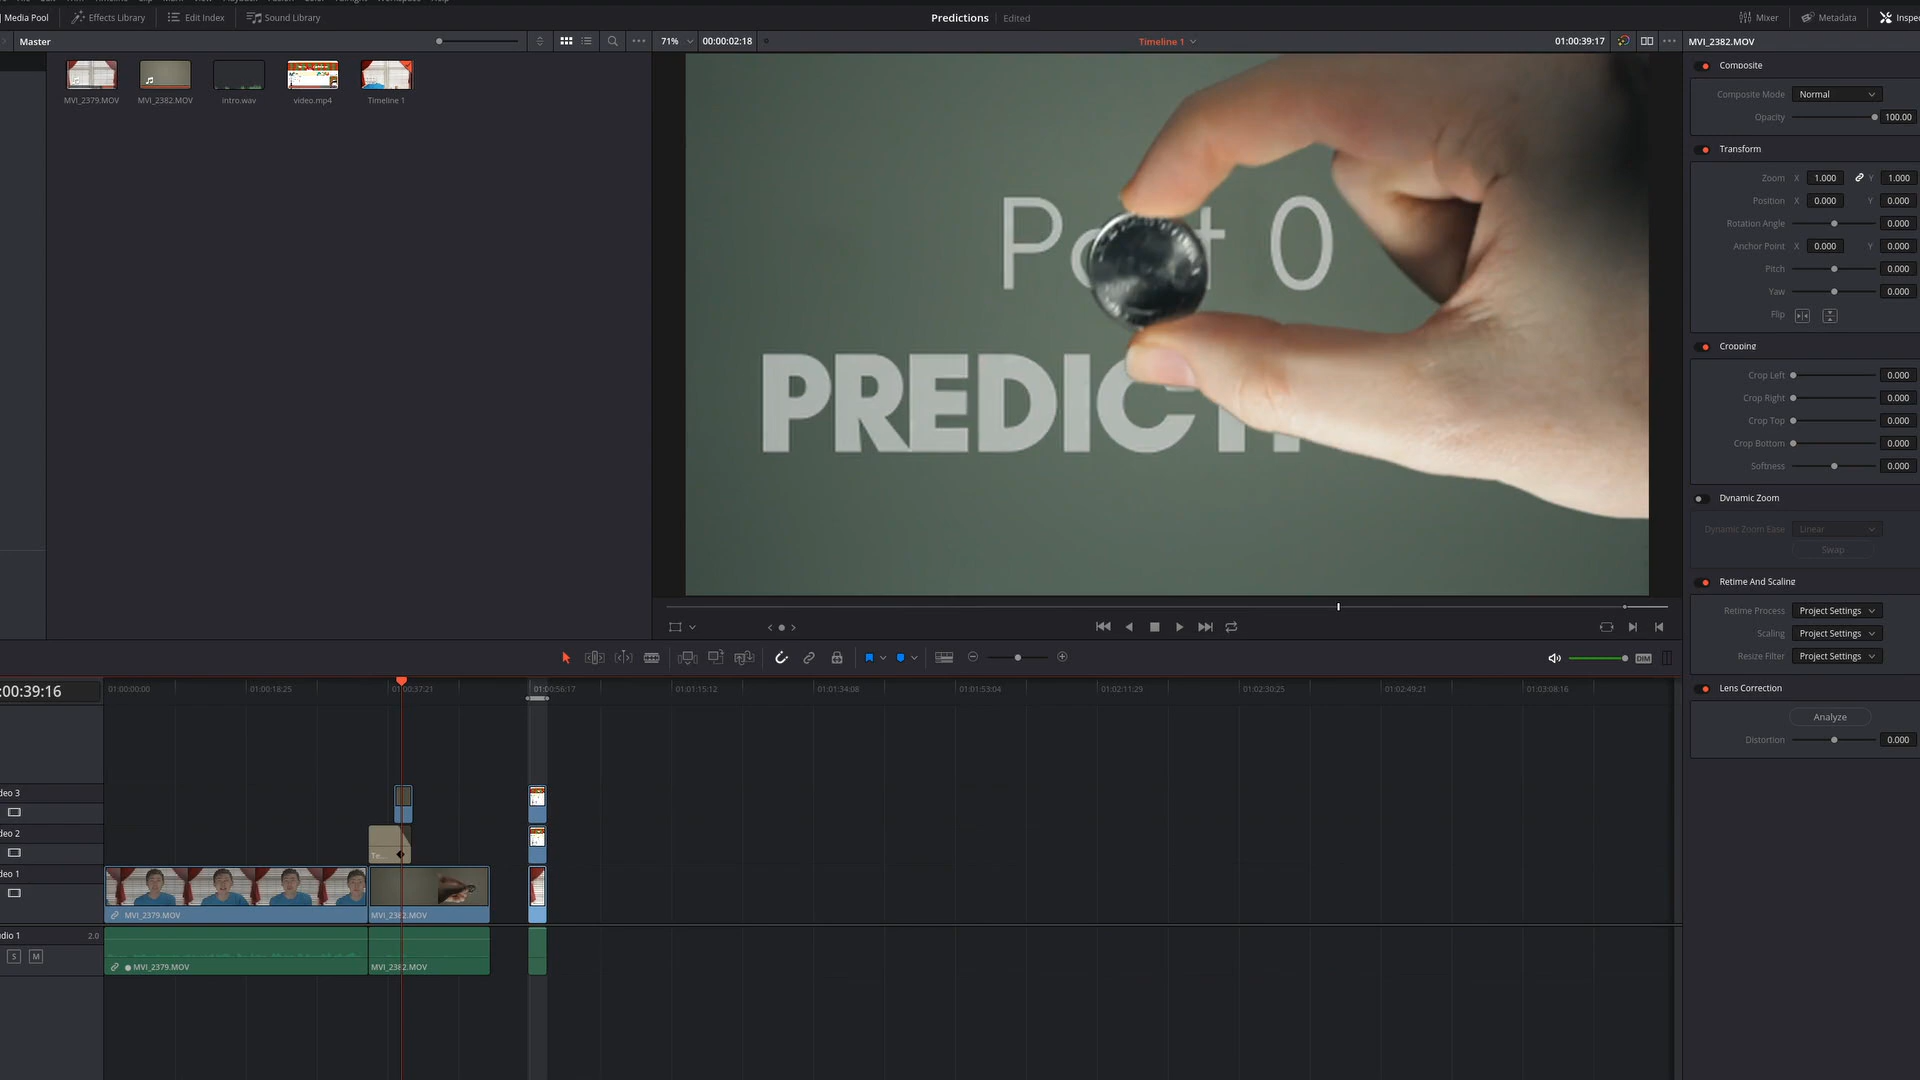 Media Pool
Effects Library
Edit Index
Sound Library
Predictions
Edited
Mixer
Metadata
Inspec
Master
71%
00:00:02:18
Timeline 1
01:00:39:17
MVI_2382.MOV
MVI_2379.MOV
MVI_2382.MOV
intro.wav
video.mp4
Timeline 1
Part 0
PREDICTI
Composite
Composite Mode
Normal
Opacity
100.00
Transform
Zoom X 1.000 Y 1.000
Position X 0.000 Y 0.000
Rotation Angle 0.000
Anchor Point X 0.000 Y 0.000
Pitch 0.000
Yaw 0.000
Flip
Cropping
Crop Left 0.000
Crop Right 0.000
Crop Top 0.000
Crop Bottom 0.000
Softness 0.000
Dynamic Zoom
Dynamic Zoom Ease Linear
Swap
Retime And Scaling
Retime Process Project Settings
Scaling Project Settings
Resize Filter Project Settings
Lens Correction
Analyze
Distortion 0.000
DIM
:00:39:16
01:00:00:00
01:00:18:25
01:00:37:21
01:00:56:17
01:01:15:12
01:01:34:08
01:01:53:04
01:02:11:29
01:02:30:25
01:02:49:21
01:03:08:16
deo 3
deo 2
Te...
deo 1
MVI_2379.MOV
MVI_2382.MOV
udio 1
2.0
S
M
MVI_2379.MOV
MVI_2382.MOV